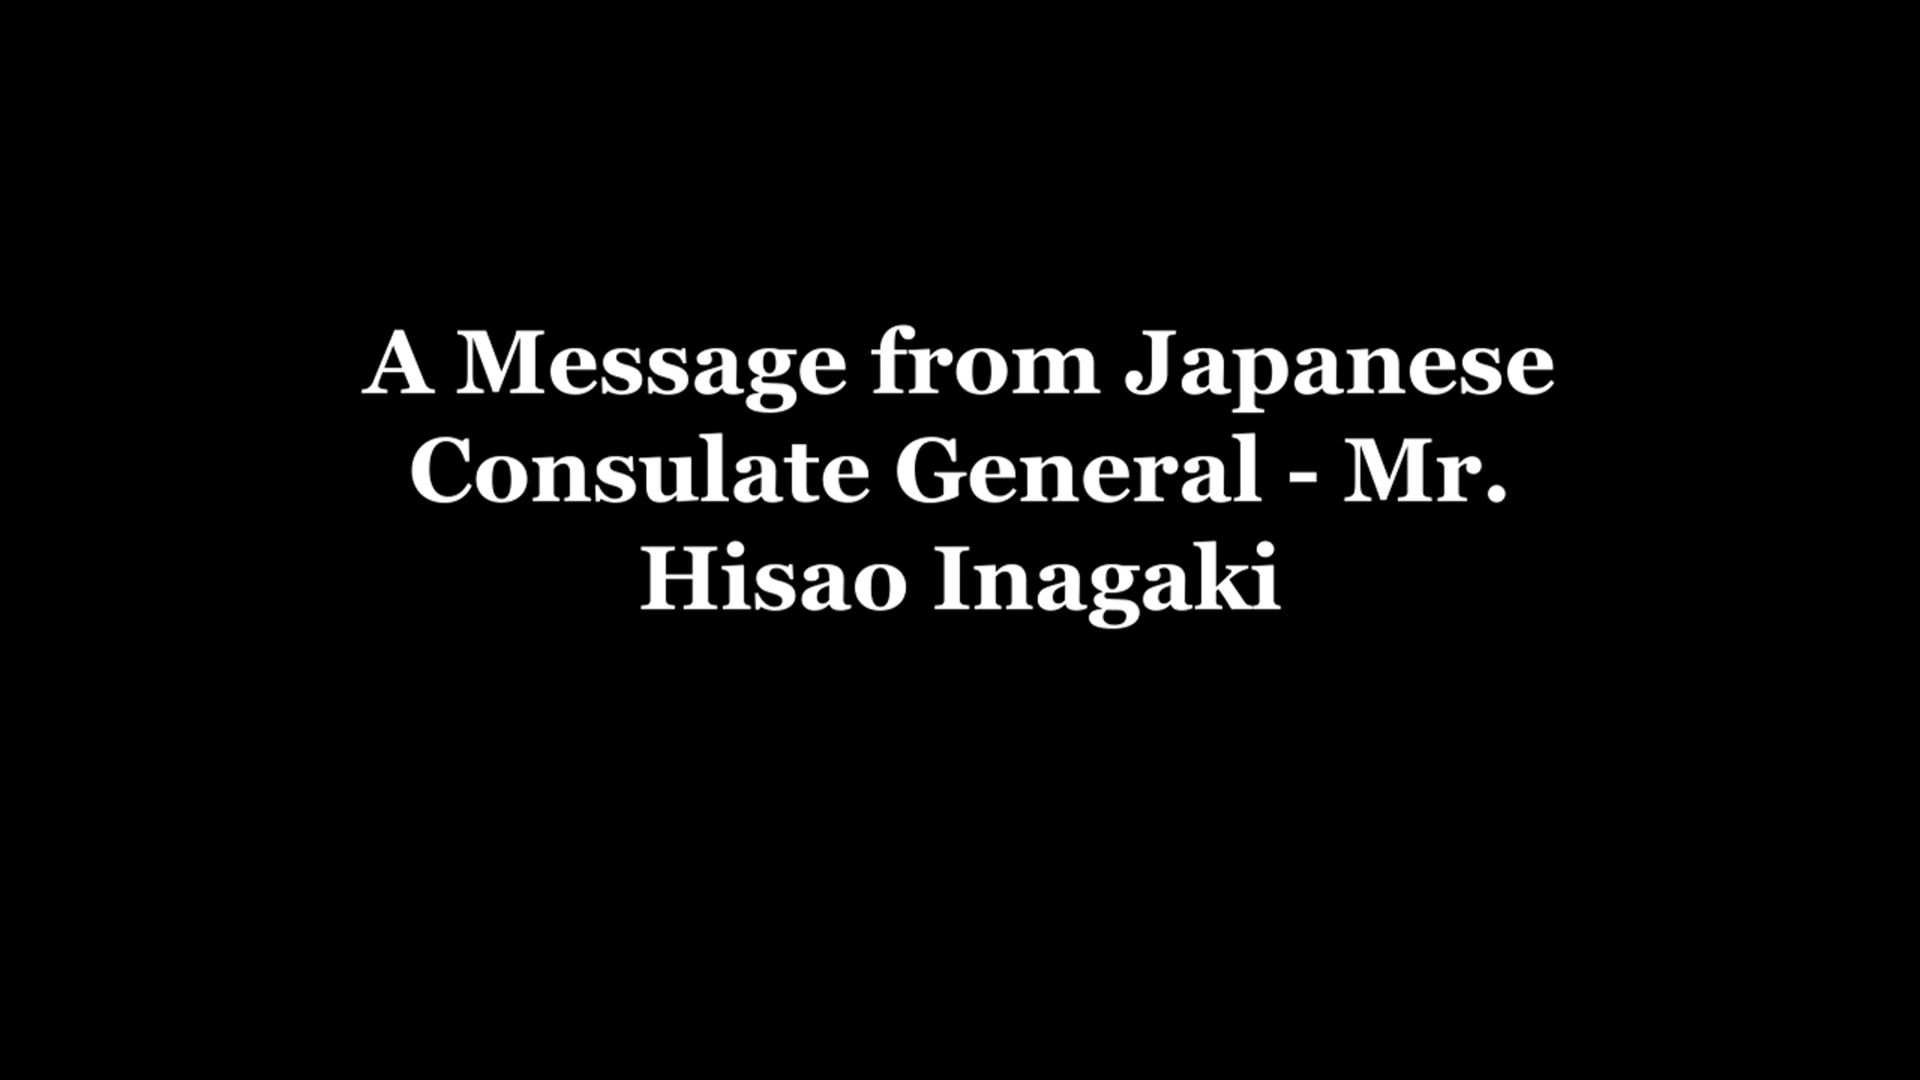 A Message from Japanese
Consulate General - Mr.
Hisao Inagaki